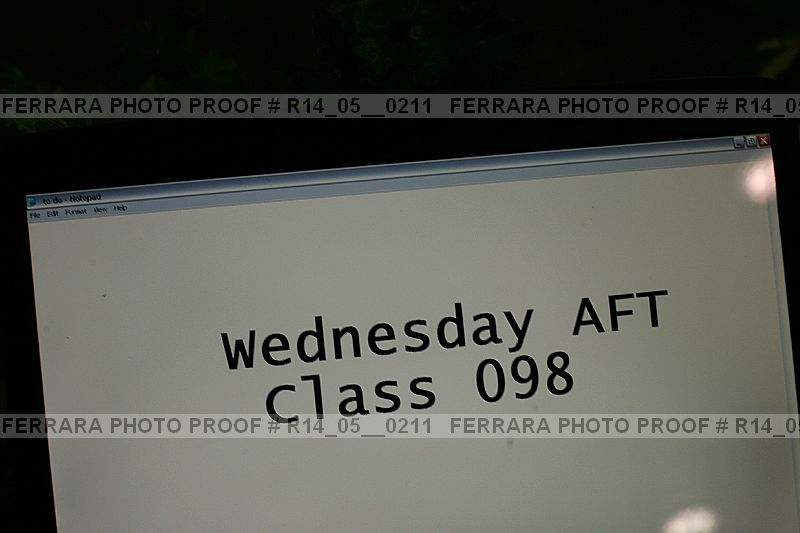 FERRARA PHOTO PROOF # R14_05__0211 FERRARA PHOTO PROOF # R14_05
to do - Notepad
File Edit Format View Help
Wednesday AFT
Class 098
FERRARA PHOTO PROOF # R14_05__0211 FERRARA PHOTO PROOF # R14_05